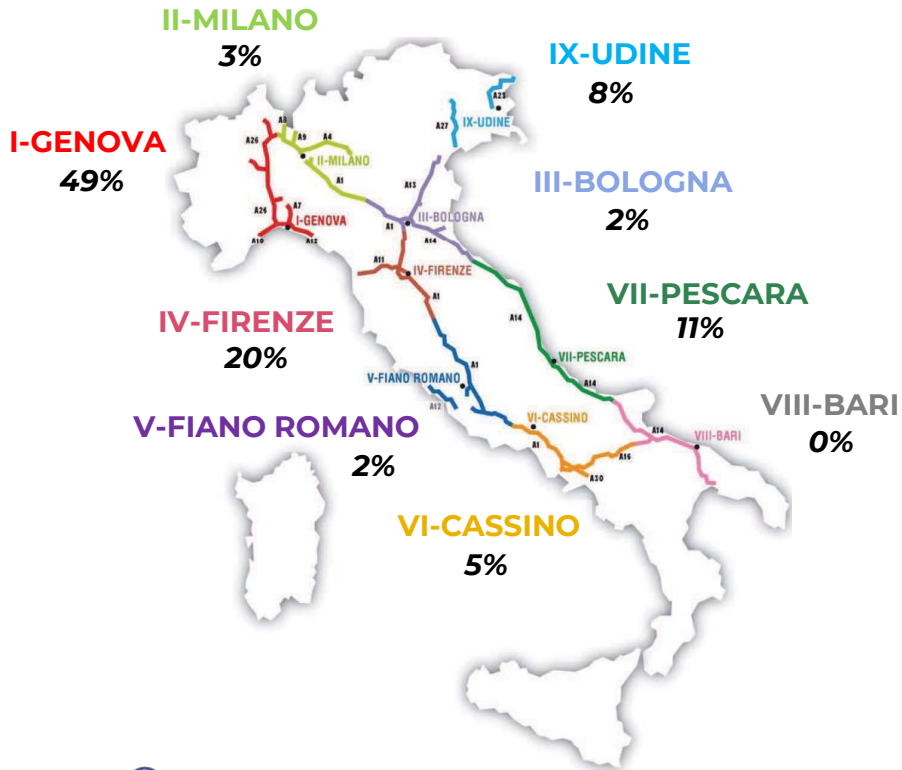 II-MILANO
3%
IX-UDINE
8%
I-GENOVA
49%
III-BOLOGNA
2%
VII-PESCARA
11%
IV-FIRENZE
20%
VIII-BARI
0%
V-FIANO ROMANO
2%
VI-CASSINO
5%
A23
IX-UDINE
A27
A8
A9
A4
A26
II-MILANO
A1
A13
A7
A26
I-GENOVA
A10
A12
III-BOLOGNA
A1
A14
A11
IV-FIRENZE
A1
A14
A1
VII-PESCARA
V-FIANO ROMANO
A14
A12
VI-CASSINO
A1
A14
VIII-BARI
A16
A30